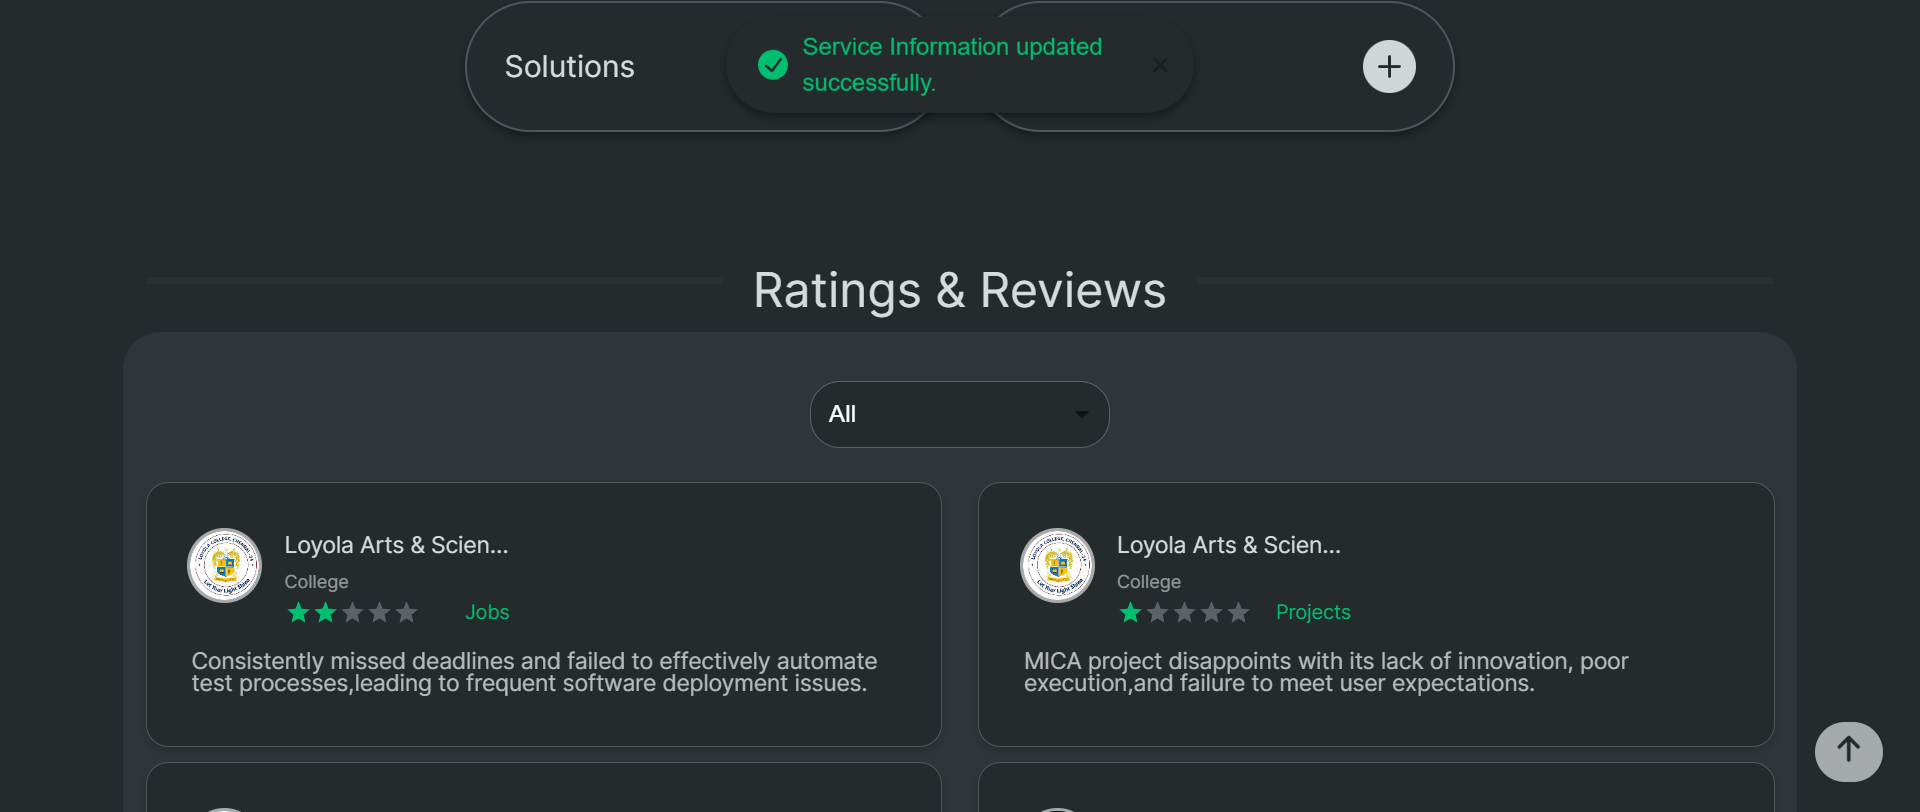 Solutions
Service Information updated
successfully.
Ratings & Reviews
All
Loyola Arts & Scien...
College
Jobs
Consistently missed deadlines and failed to effectively automate
test processes,leading to frequent software deployment issues.
Loyola Arts & Scien...
College
Projects
MICA project disappoints with its lack of innovation, poor
execution,and failure to meet user expectations.